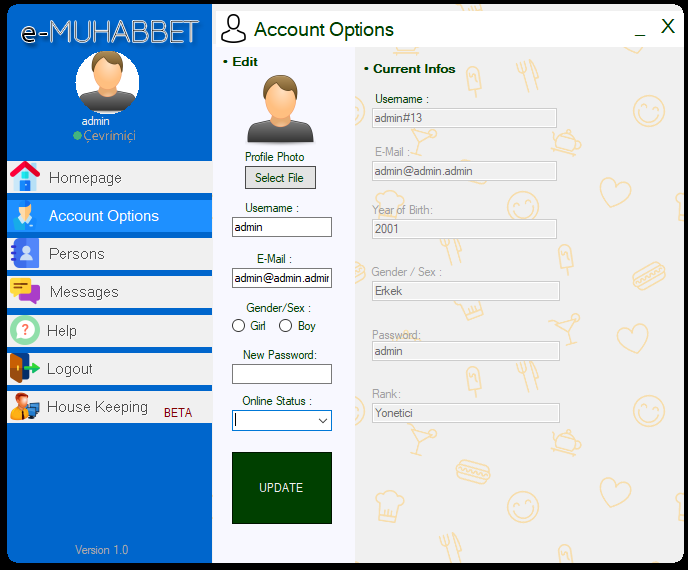 e-MUHABBET
admin
Çevrimiçi
Homepage
Account Options
Persons
Messages
Help
Logout
House Keeping BETA
Version 1.0
Account Options
_ X
• Edit
Profile Photo
Select File
Username :
admin
E-Mail :
admin@admin.admir
Gender/Sex :
Girl Boy
New Password:
Online Status :
UPDATE
• Current Infos
Username :
admin#13
E-Mail :
admin@admin.admin
Year of Birth:
2001
Gender / Sex :
Erkek
Password:
admin
Rank:
Yonetici